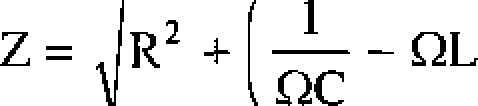 Z = √R² + (1/ΩC − ΩL